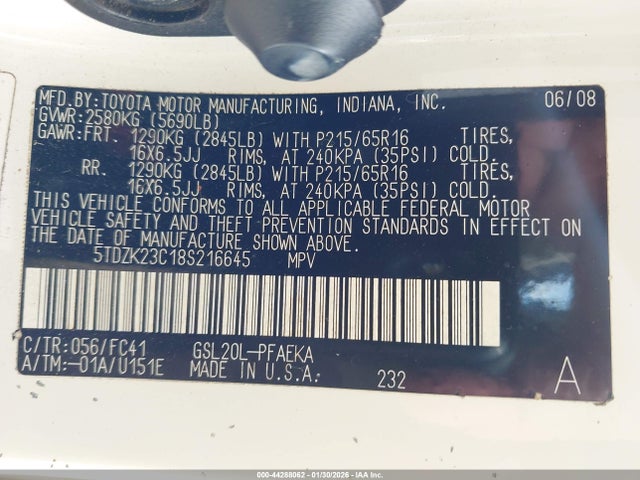 MFD.BY:TOYOTA MOTOR MANUFACTURING, INDIANA, INC. 06/08
GVWR:2580KG (5690LB)
GAWR:FRT. 1290KG (2845LB) WITH P215/65R16 TIRES,
16X6.5JJ RIMS, AT 240KPA (35PSI) COLD.
RR. 1290KG (2845LB) WITH P215/65R16 TIRES,
16X6.5JJ RIMS, AT 240KPA (35PSI) COLD.
THIS VEHICLE CONFORMS TO ALL APPLICABLE FEDERAL MOTOR
VEHICLE SAFETY AND THEFT PREVENTION STANDARDS IN EFFECT ON
THE DATE OF MANUFACTURE SHOWN ABOVE.
5TDZK23C18S216645 MPV
C/TR:056/FC41 GSL20L-PFAEKA
A/TM:-01A/U151E MADE IN U.S.A. 232 A
000-44288062 - 01/30/2026 - IAA Inc.